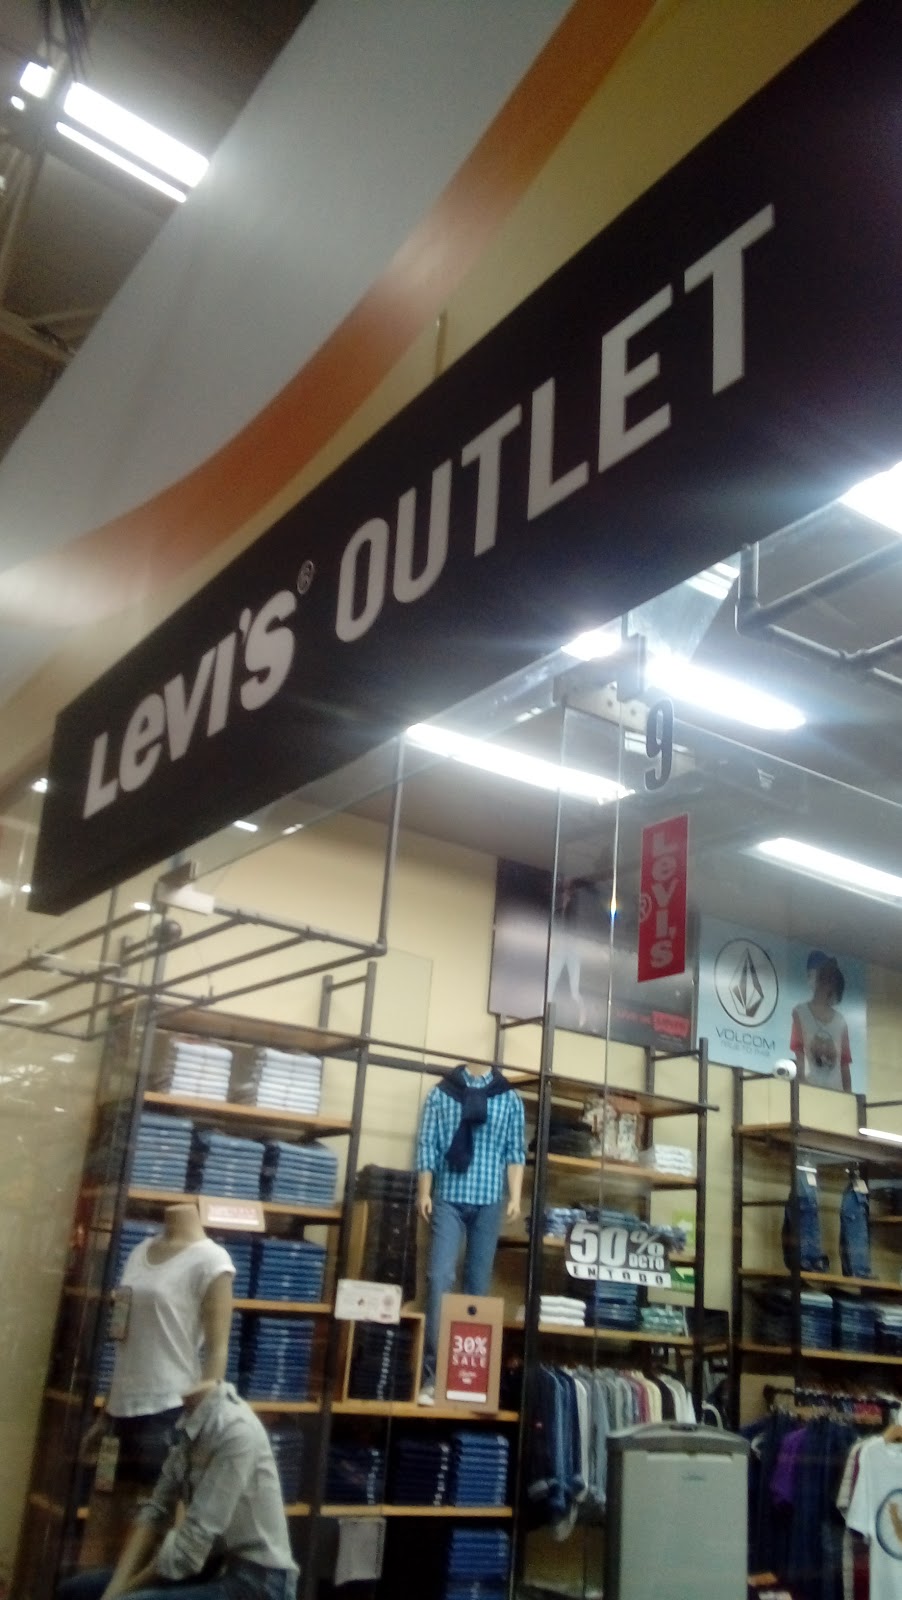 Levi's® OUTLET
9
Levi's®
VOLCOM
50% DCTO
EN TODO
30%
SALE